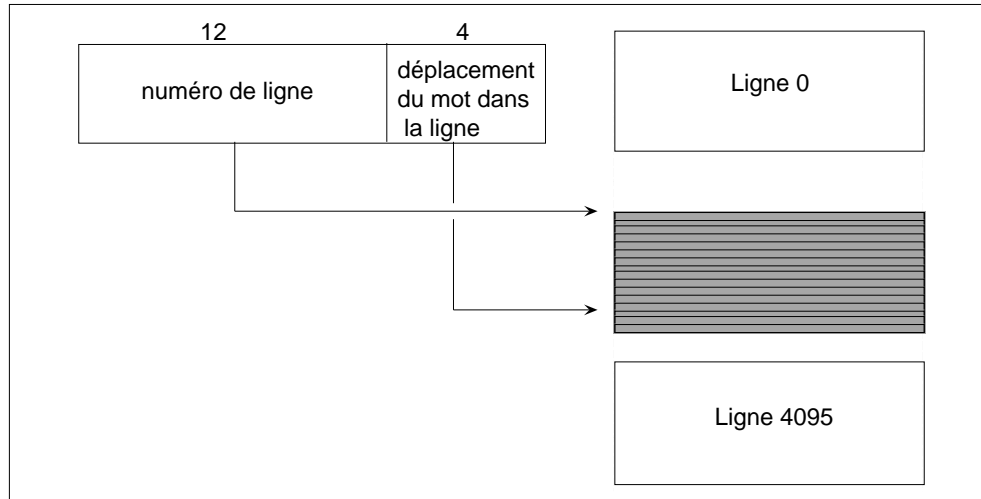 12
4
numéro de ligne
déplacement
du mot dans
la ligne
Ligne 0
Ligne 4095